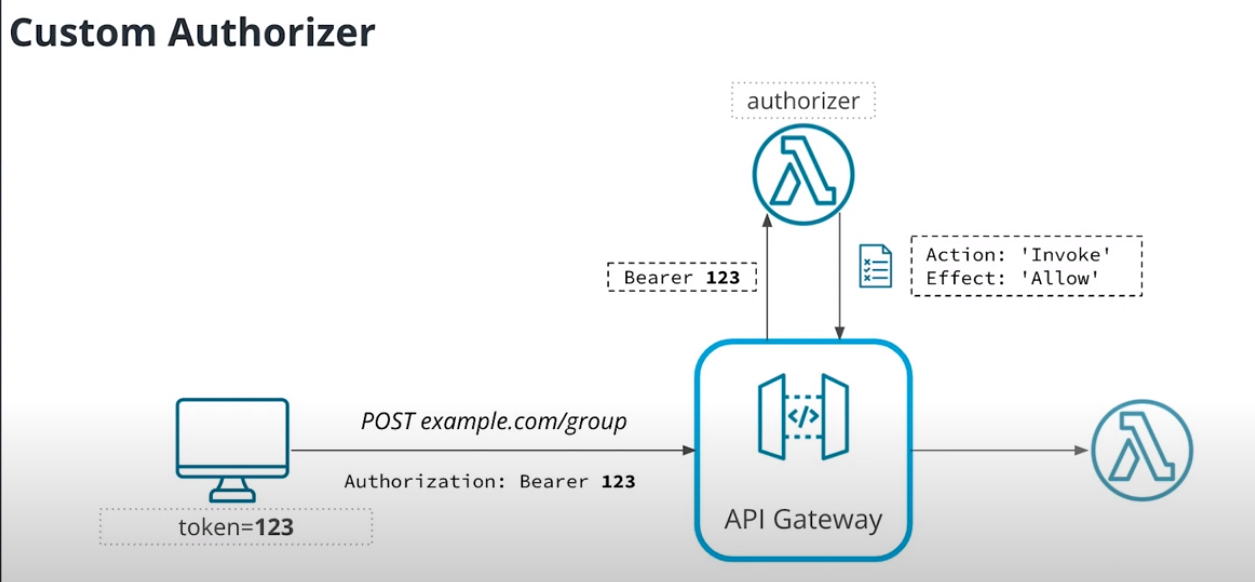 Custom Authorizer
authorizer
Bearer 123
Action: 'Invoke'
Effect: 'Allow'
POST example.com/group
Authorization: Bearer 123
token=123
</>
API Gateway